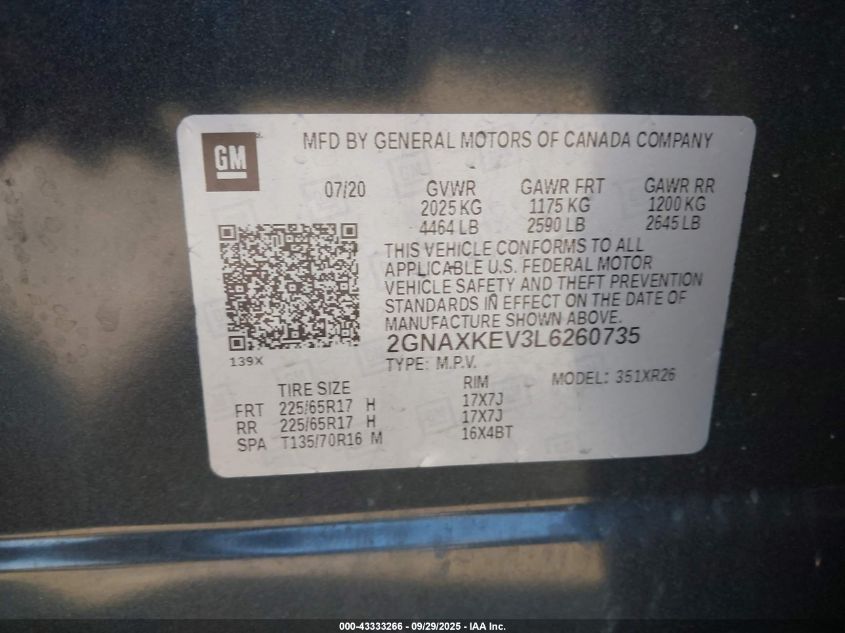 GM
MFD BY GENERAL MOTORS OF CANADA COMPANY
07/20 GVWR GAWR FRT GAWR RR
2025 KG 1175 KG 1200 KG
4464 LB 2590 LB 2645 LB
THIS VEHICLE CONFORMS TO ALL
APPLICABLE U.S. FEDERAL MOTOR
VEHICLE SAFETY AND THEFT PREVENTION
STANDARDS IN EFFECT ON THE DATE OF
MANUFACTURE SHOWN ABOVE.
2GNAXKEV3L6260735
139X
TYPE: M.P.V.
TIRE SIZE RIM MODEL: 351XR26
FRT 225/65R17 H 17X7J
RR 225/65R17 H 17X7J
SPA T135/70R16 M 16X4BT
000-43333266 - 09/29/2025 - IAA Inc.